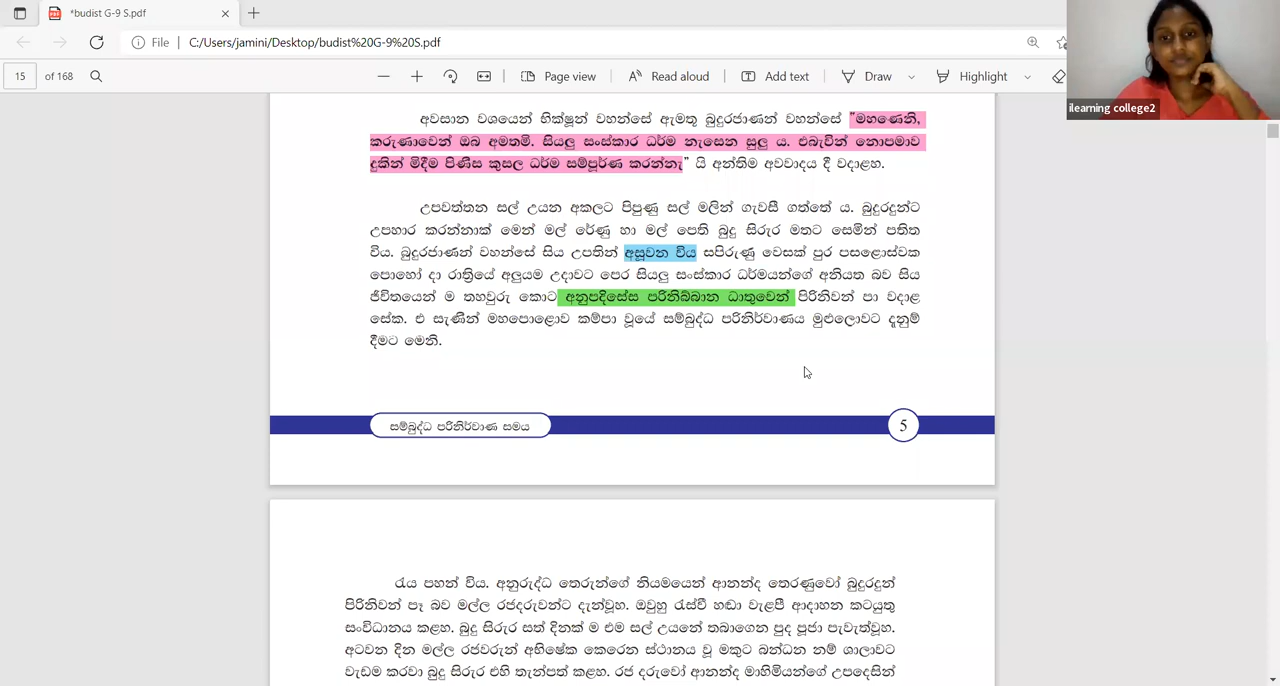 *budist G-9 S.pdf
File
C:/Users/jamini/Desktop/budist%20G-9%20S.pdf
15 of 168
Page view
Read aloud
Add text
Draw
Highlight
ilearning college2
අවසාන වශයෙන් භික්ෂූන් වහන්සේ ඇමතූ බුදුරජාණන් වහන්සේ "මහණෙනි,
කරුණාවෙන් ඔබ අමතමි. සියලු සංස්කාර ධර්ම නැසෙන සුලු ය. එබැවින් නොපමාව
දුකින් මිදීම පිණිස කුසල ධර්ම සම්පූර්ණ කරන්නැ" යි අන්තිම අවවාදය දී වදාළහ.
උපවත්තන සල් උයන අකලට පිපුණු සල් මලින් ගැවසී ගත්තේ ය. බුදුරදුන්ට
උපහාර කරන්නාක් මෙන් මල් රේණු හා මල් පෙති බුදු සිරුර මතට සෙමින් පතිත
විය. බුදුරජාණන් වහන්සේ සිය උපතින් අසූවන විය සපිරුණු වෙසක් පුර පසළොස්වක
පොහෝ දා රාත්‍රියේ අලුයම උදාවට පෙර සියලු සංස්කාර ධර්මයන්ගේ අනියත බව සිය
ජීවිතයෙන් ම තහවුරු කොට අනුපදිසේස පරිනිබ්බාන ධාතුවෙන් පිරිනිවන් පා වදාළ
සේක. එ සැණින් මහපොළොව කම්පා වූයේ සම්බුද්ධ පරිනිර්වාණය මුළුලොවට දැනුම්
දීමට මෙනි.
සම්බුද්ධ පරිනිර්වාණ සමය
5
රැය පහන් විය. අනුරුද්ධ තෙරුන්ගේ නියමයෙන් ආනන්ද තෙරණුවෝ බුදුරදුන්
පිරිනිවන් පෑ බව මල්ල රජදරුවන්ට දැන්වූහ. ඔවුහු රැස්වී හඬා වැළපී ආදාහන කටයුතු
සංවිධානය කළහ. බුදු සිරුර සත් දිනක් ම එම සල් උයනේ තබාගෙන පුද පූජා පැවැත්වූහ.
අටවන දින මල්ල රජවරුන් අභිෂේක කෙරෙන ස්ථානය වූ මකුට බන්ධන නම් ශාලාවට
වැඩම කරවා බුදු සිරුර එහි තැන්පත් කළහ. රජ දරුවෝ ආනන්ද මාහිමියන්ගේ උපදෙසින්